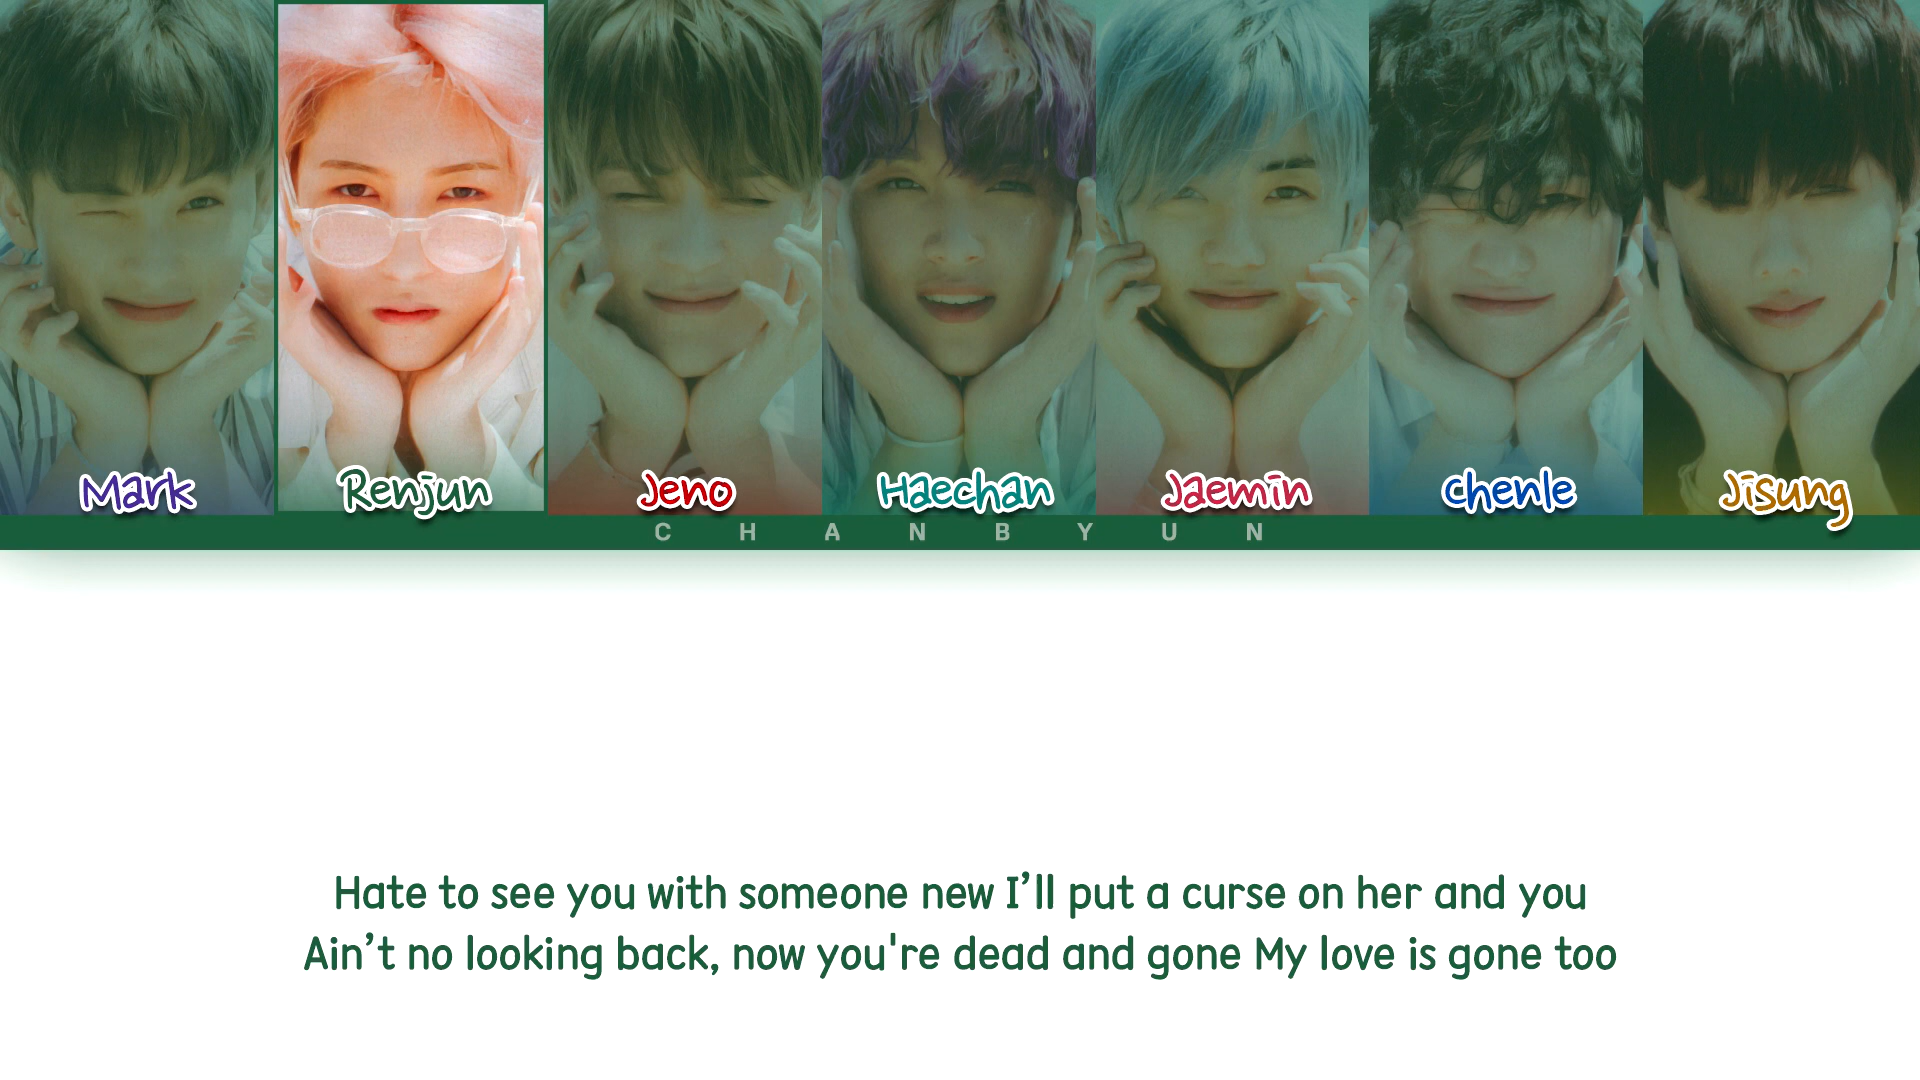 Mark Renjun Jeno Haechan Jaemin Chenle Jisung
CHANBYUN
Hate to see you with someone new I’ll put a curse on her and you
Ain’t no looking back, now you're dead and gone My love is gone too